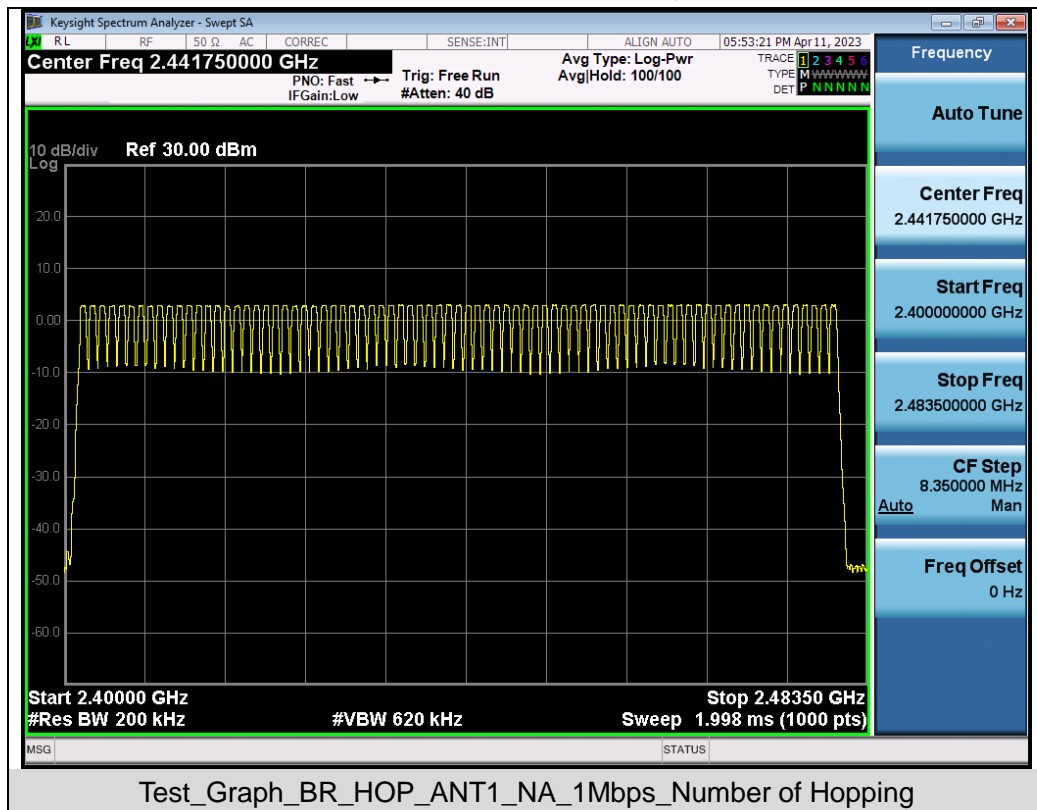 Keysight Spectrum Analyzer - Swept SA
LXI RL RF 50 Ω AC CORREC SENSE:INT ALIGN AUTO 05:53:21 PM Apr 11, 2023
Center Freq 2.441750000 GHz
PNO: Fast
IFGain:Low
Trig: Free Run
#Atten: 40 dB
Avg Type: Log-Pwr
Avg|Hold: 100/100
TRACE 1 2 3 4 5 6
TYPE M WWWWW
DET P N N N N N
10 dB/div
Log
Ref 30.00 dBm
20.0
10.0
0.00
-10.0
-20.0
-30.0
-40.0
-50.0
-60.0
Start 2.40000 GHz
Stop 2.48350 GHz
#Res BW 200 kHz
#VBW 620 kHz
Sweep 1.998 ms (1000 pts)
MSG
STATUS
Frequency
Auto Tune
Center Freq
2.441750000 GHz
Start Freq
2.400000000 GHz
Stop Freq
2.483500000 GHz
CF Step
8.350000 MHz
Auto Man
Freq Offset
0 Hz
Test_Graph_BR_HOP_ANT1_NA_1Mbps_Number of Hopping